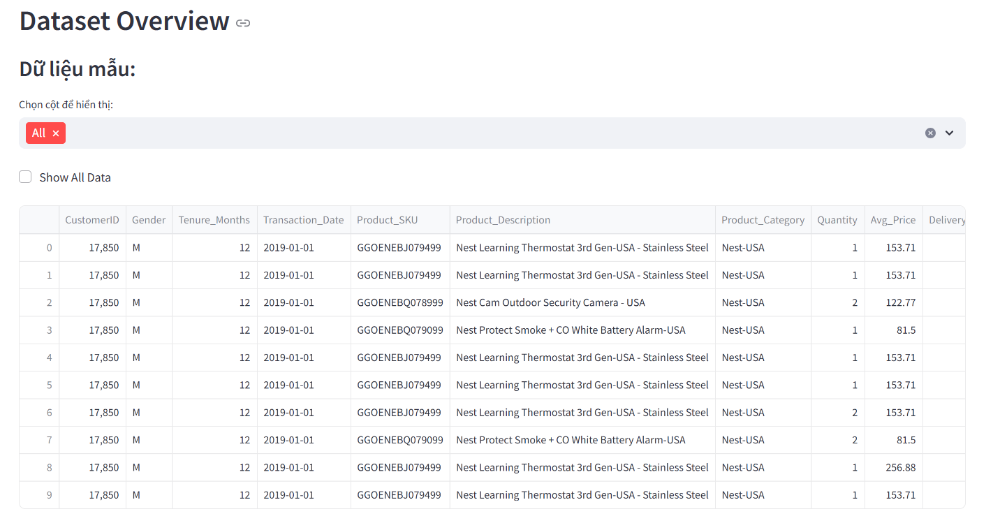 Dataset Overview
Dữ liệu mẫu:
Chọn cột để hiển thị:
All
Show All Data
CustomerID Gender Tenure_Months Transaction_Date Product_SKU Product_Description Product_Category Quantity Avg_Price Delivery
0 17,850 M 12 2019-01-01 GGOENEBJ079499 Nest Learning Thermostat 3rd Gen-USA - Stainless Steel Nest-USA 1 153.71
1 17,850 M 12 2019-01-01 GGOENEBJ079499 Nest Learning Thermostat 3rd Gen-USA - Stainless Steel Nest-USA 1 153.71
2 17,850 M 12 2019-01-01 GGOENEBQ078999 Nest Cam Outdoor Security Camera - USA Nest-USA 2 122.77
3 17,850 M 12 2019-01-01 GGOENEBQ079099 Nest Protect Smoke + CO White Battery Alarm-USA Nest-USA 1 81.5
4 17,850 M 12 2019-01-01 GGOENEBJ079499 Nest Learning Thermostat 3rd Gen-USA - Stainless Steel Nest-USA 1 153.71
5 17,850 M 12 2019-01-01 GGOENEBJ079499 Nest Learning Thermostat 3rd Gen-USA - Stainless Steel Nest-USA 1 153.71
6 17,850 M 12 2019-01-01 GGOENEBJ079499 Nest Learning Thermostat 3rd Gen-USA - Stainless Steel Nest-USA 2 153.71
7 17,850 M 12 2019-01-01 GGOENEBQ079099 Nest Protect Smoke + CO White Battery Alarm-USA Nest-USA 2 81.5
8 17,850 M 12 2019-01-01 GGOENEBJ079499 Nest Learning Thermostat 3rd Gen-USA - Stainless Steel Nest-USA 1 256.88
9 17,850 M 12 2019-01-01 GGOENEBJ079499 Nest Learning Thermostat 3rd Gen-USA - Stainless Steel Nest-USA 1 153.71